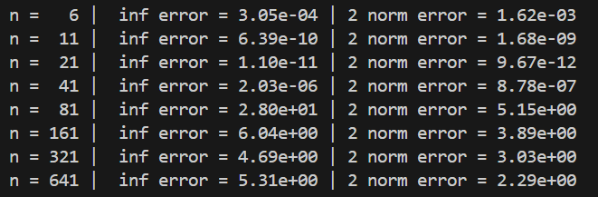 n =   6 |  inf error = 3.05e-04 | 2 norm error = 1.62e-03
n =  11 |  inf error = 6.39e-10 | 2 norm error = 1.68e-09
n =  21 |  inf error = 1.10e-11 | 2 norm error = 9.67e-12
n =  41 |  inf error = 2.03e-06 | 2 norm error = 8.78e-07
n =  81 |  inf error = 2.80e+01 | 2 norm error = 5.15e+00
n = 161 |  inf error = 6.04e+00 | 2 norm error = 3.89e+00
n = 321 |  inf error = 4.69e+00 | 2 norm error = 3.03e+00
n = 641 |  inf error = 5.31e+00 | 2 norm error = 2.29e+00